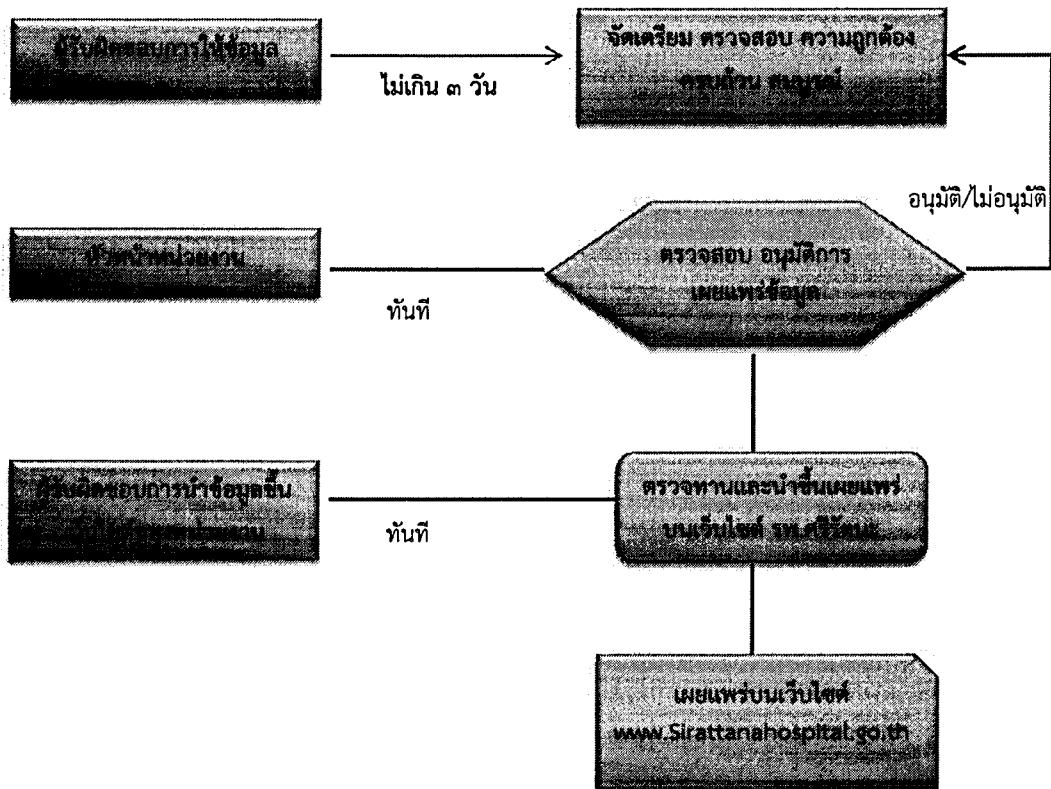 ผู้รับผิดชอบการให้ข้อมูล
ไม่เกิน ๓ วัน
จัดเตรียม ตรวจสอบ ความถูกต้อง
ครบถ้วน สมบูรณ์
อนุมัติ/ไม่อนุมัติ
หัวหน้าหน่วยงาน
ทันที
ตรวจสอบ อนุมัติการ
เผยแพร่ข้อมูล
ผู้รับผิดชอบการนำข้อมูลขึ้น
หน่วยงาน
ทันที
ตรวจทานและนำขึ้นเผยแพร่
บนเว็บไซต์ รพ.ศรีรัตนะ
เผยแพร่บนเว็บไซต์
www.Sirattanahospital.go.th